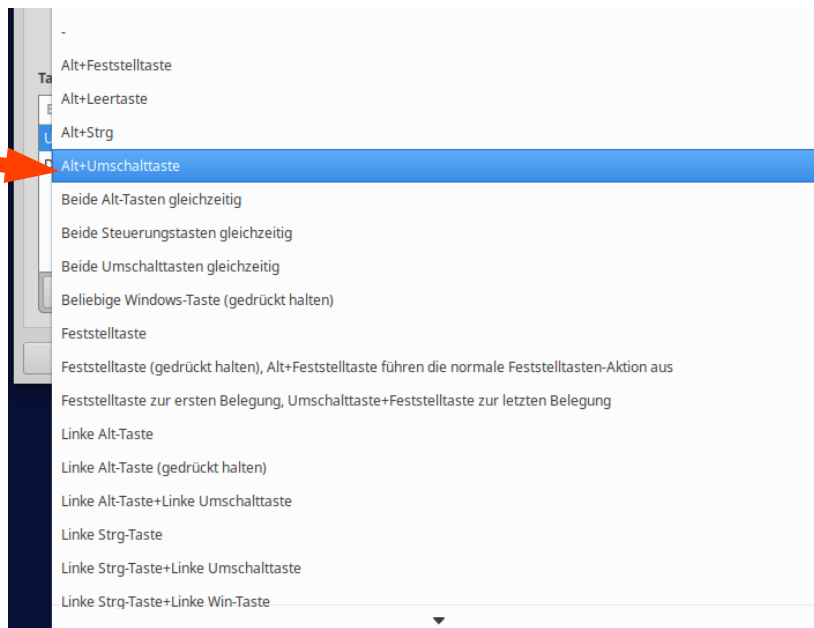 -
Alt+Feststelltaste
Ta
Alt+Leertaste
Alt+Strg
U
Alt+Umschalttaste
Beide Alt-Tasten gleichzeitig
Beide Steuerungstasten gleichzeitig
Beide Umschalttasten gleichzeitig
Beliebige Windows-Taste (gedrückt halten)
Feststelltaste
Feststelltaste (gedrückt halten), Alt+Feststelltaste führen die normale Feststelltasten-Aktion aus
Feststelltaste zur ersten Belegung, Umschalttaste+Feststelltaste zur letzten Belegung
Linke Alt-Taste
Linke Alt-Taste (gedrückt halten)
Linke Alt-Taste+Linke Umschalttaste
Linke Strg-Taste
Linke Strg-Taste+Linke Umschalttaste
Linke Strg-Taste+Linke Win-Taste